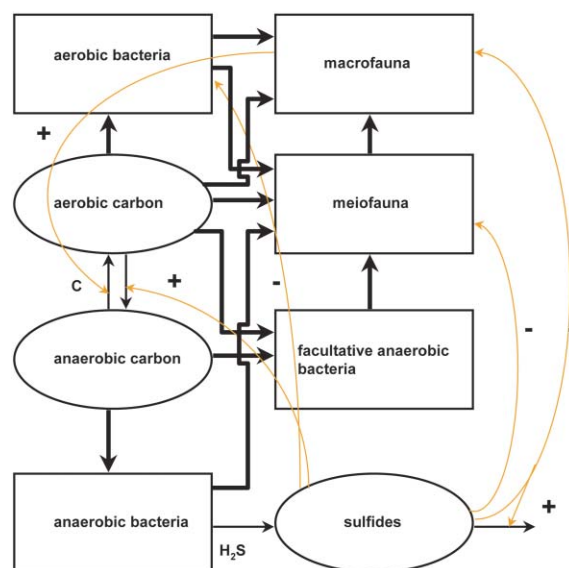 aerobic bacteria
macrofauna
+
aerobic carbon
meiofauna
C
+
-
-
anaerobic carbon
facultative anaerobic
bacteria
anaerobic bacteria
sulfides
+
H₂S